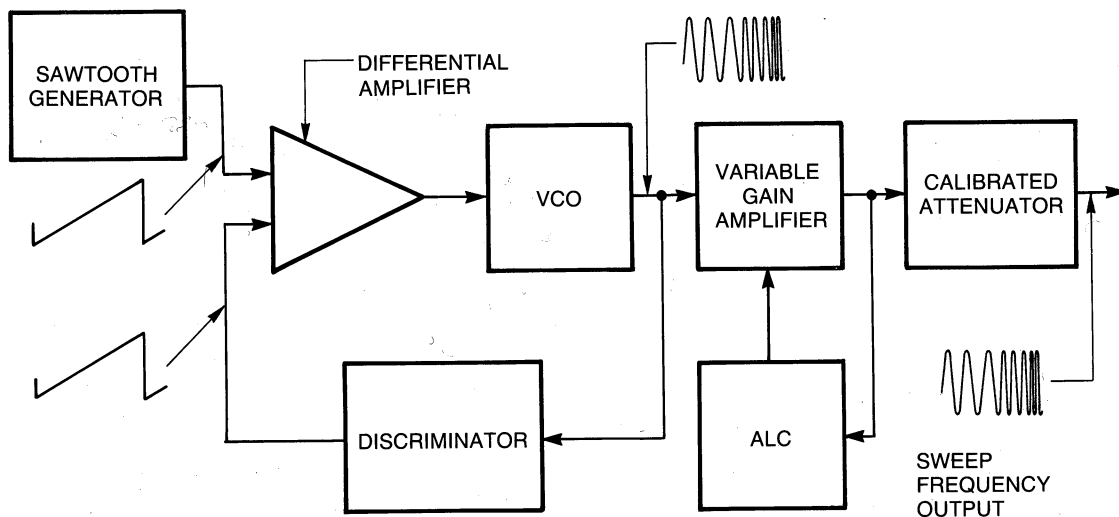 SAWTOOTH
GENERATOR
DIFFERENTIAL
AMPLIFIER
VCO
VARIABLE
GAIN
AMPLIFIER
CALIBRATED
ATTENUATOR
DISCRIMINATOR
ALC
SWEEP
FREQUENCY
OUTPUT